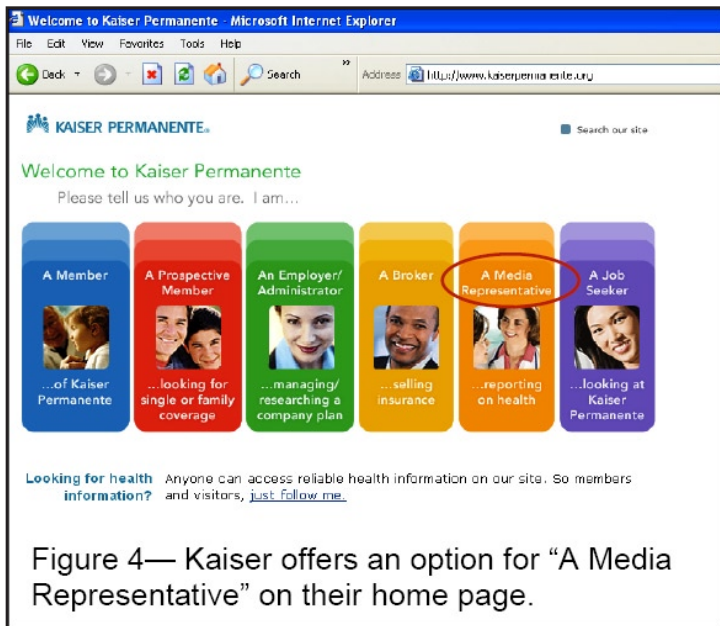 Welcome to Kaiser Permanente - Microsoft Internet Explorer
File Edit View Favorites Tools Help
Back Search » Address http://www.kaiserpermanente.org
KAISER PERMANENTE®
Search our site
Welcome to Kaiser Permanente
Please tell us who you are. I am...
A Member
...of Kaiser
Permanente
A Prospective
Member
...looking for
single or family
coverage
An Employer/
Administrator
...managing/
researching a
company plan
A Broker
...selling
insurance
A Media
Representative
...reporting
on health
A Job
Seeker
...looking at
Kaiser
Permanente
Looking for health
information?
Anyone can access reliable health information on our site. So members
and visitors, just follow me.
Figure 4— Kaiser offers an option for “A Media
Representative” on their home page.